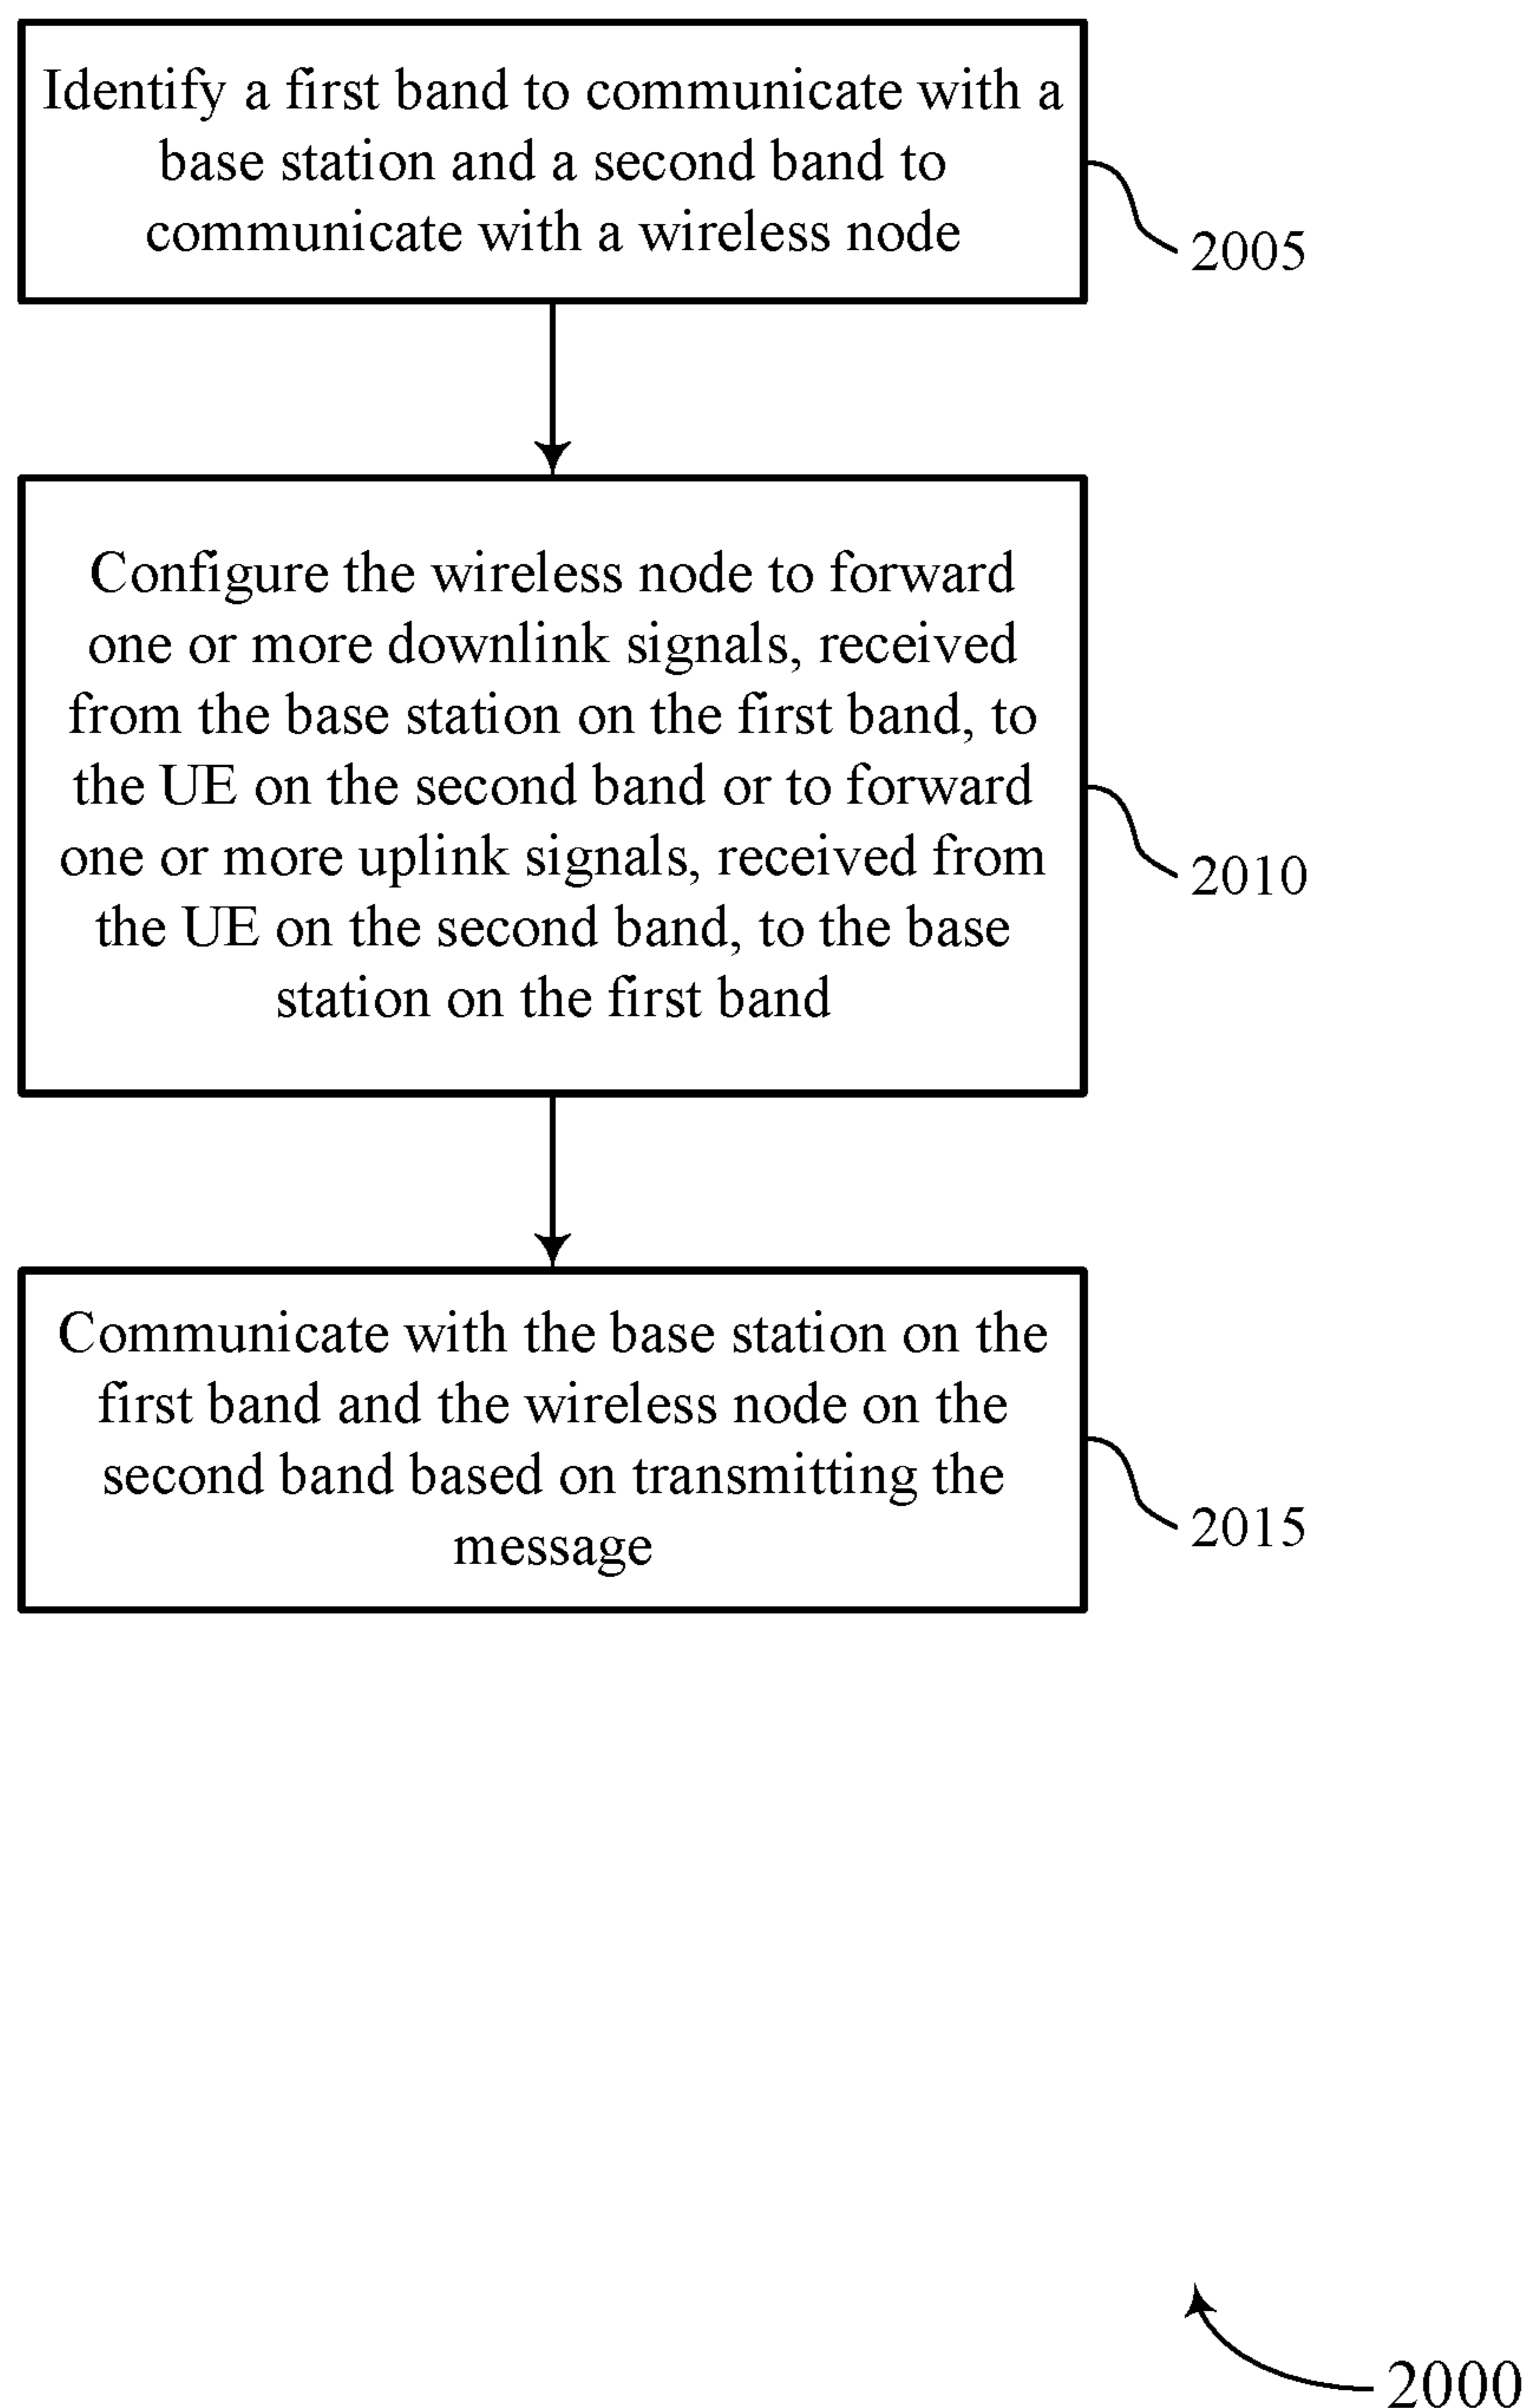 Identify a first band to communicate with a
base station and a second band to
communicate with a wireless node
2005
Configure the wireless node to forward
one or more downlink signals, received
from the base station on the first band, to
the UE on the second band or to forward
one or more uplink signals, received from
the UE on the second band, to the base
station on the first band
2010
Communicate with the base station on the
first band and the wireless node on the
second band based on transmitting the
message
2015
2000